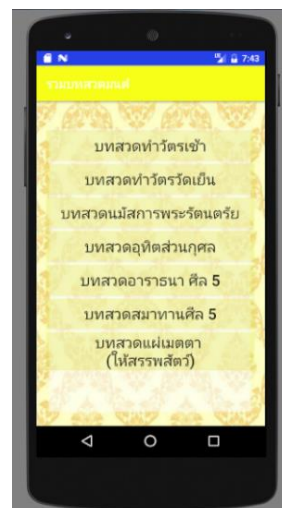 7:43
รวมบทสวดมนต์
บทสวดทำวัตรเช้า
บทสวดทำวัตรวัดเย็น
บทสวดนมัสการพระรัตนตรัย
บทสวดอุทิตส่วนกุศล
บทสวดอาราธนา ศีล 5
บทสวดสมาทานศีล 5
บทสวดแผ่เมตตา
(ให้สรรพสัตว์)